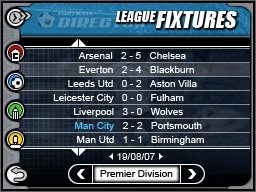 LEAGUE FIXTURES
Arsenal 2 - 5 Chelsea
Everton 2 - 4 Blackburn
Leeds Utd 0 - 2 Aston Villa
Leicester City 0 - 0 Fulham
Liverpool 3 - 0 Wolves
Man City 2 - 2 Portsmouth
Man Utd 1 - 1 Birmingham
19/08/07
Premier Division